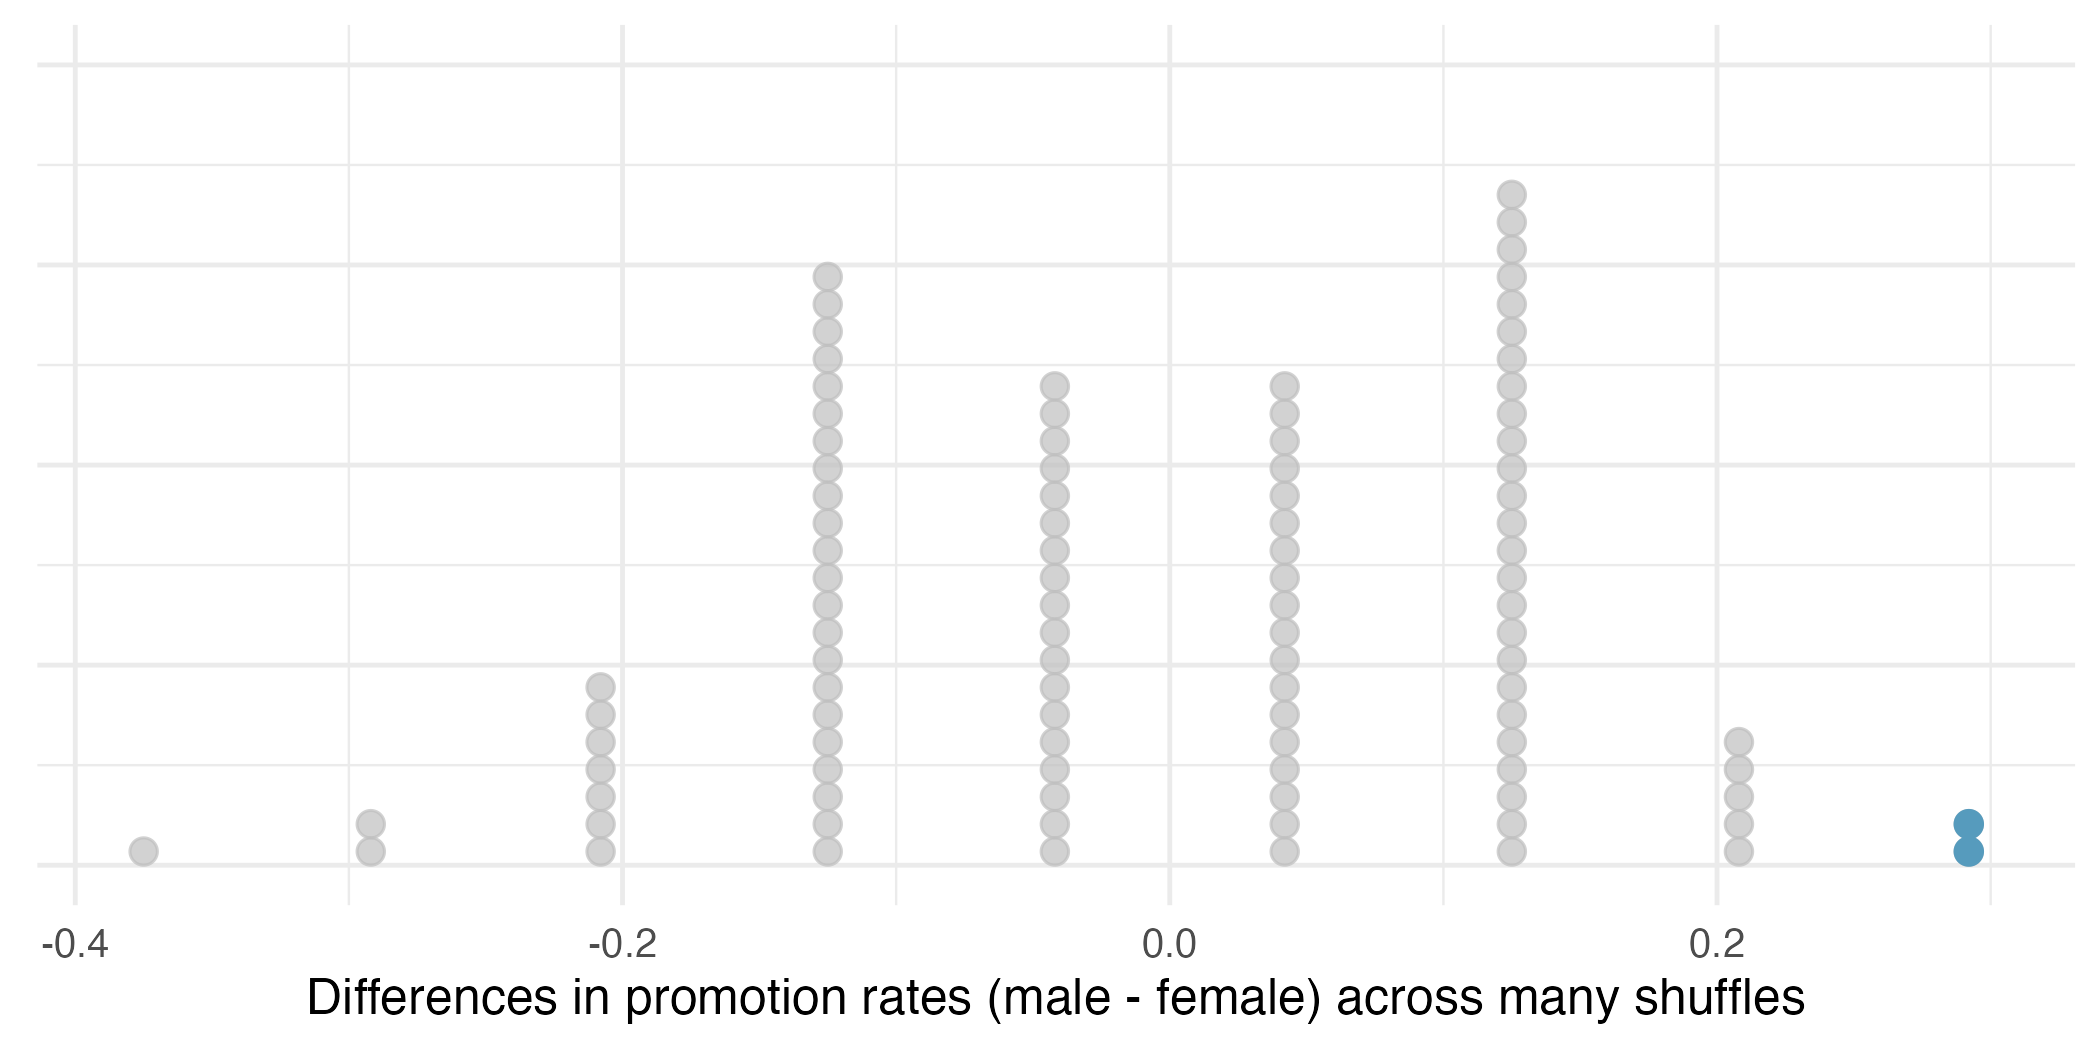 -0.4 -0.2 0.0 0.2
Differences in promotion rates (male - female) across many shuffles